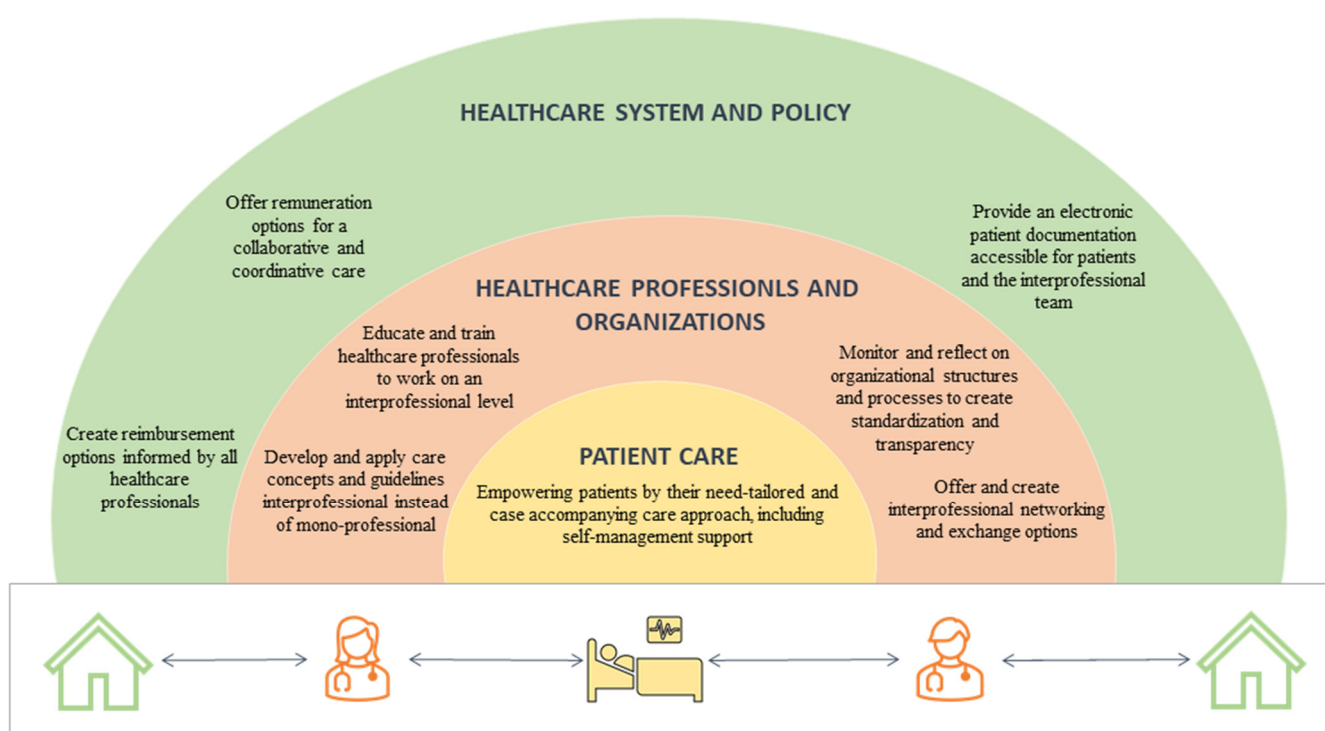 HEALTHCARE SYSTEM AND POLICY
Offer remuneration
options for a
collaborative and
coordinative care
Provide an electronic
patient documentation
accessible for patients
and the interprofessional
team
Create reimbursement
options informed by all
healthcare
professionals
HEALTHCARE PROFESSIONLS AND
ORGANIZATIONS
Educate and train
healthcare professionals
to work on an
interprofessional level
Monitor and reflect on
organizational structures
and processes to create
standardization and
transparency
Develop and apply care
concepts and guidelines
interprofessional instead
of mono-professional
Offer and create
interprofessional networking
and exchange options
PATIENT CARE
Empowering patients by their need-tailored and
case accompanying care approach, including
self-management support